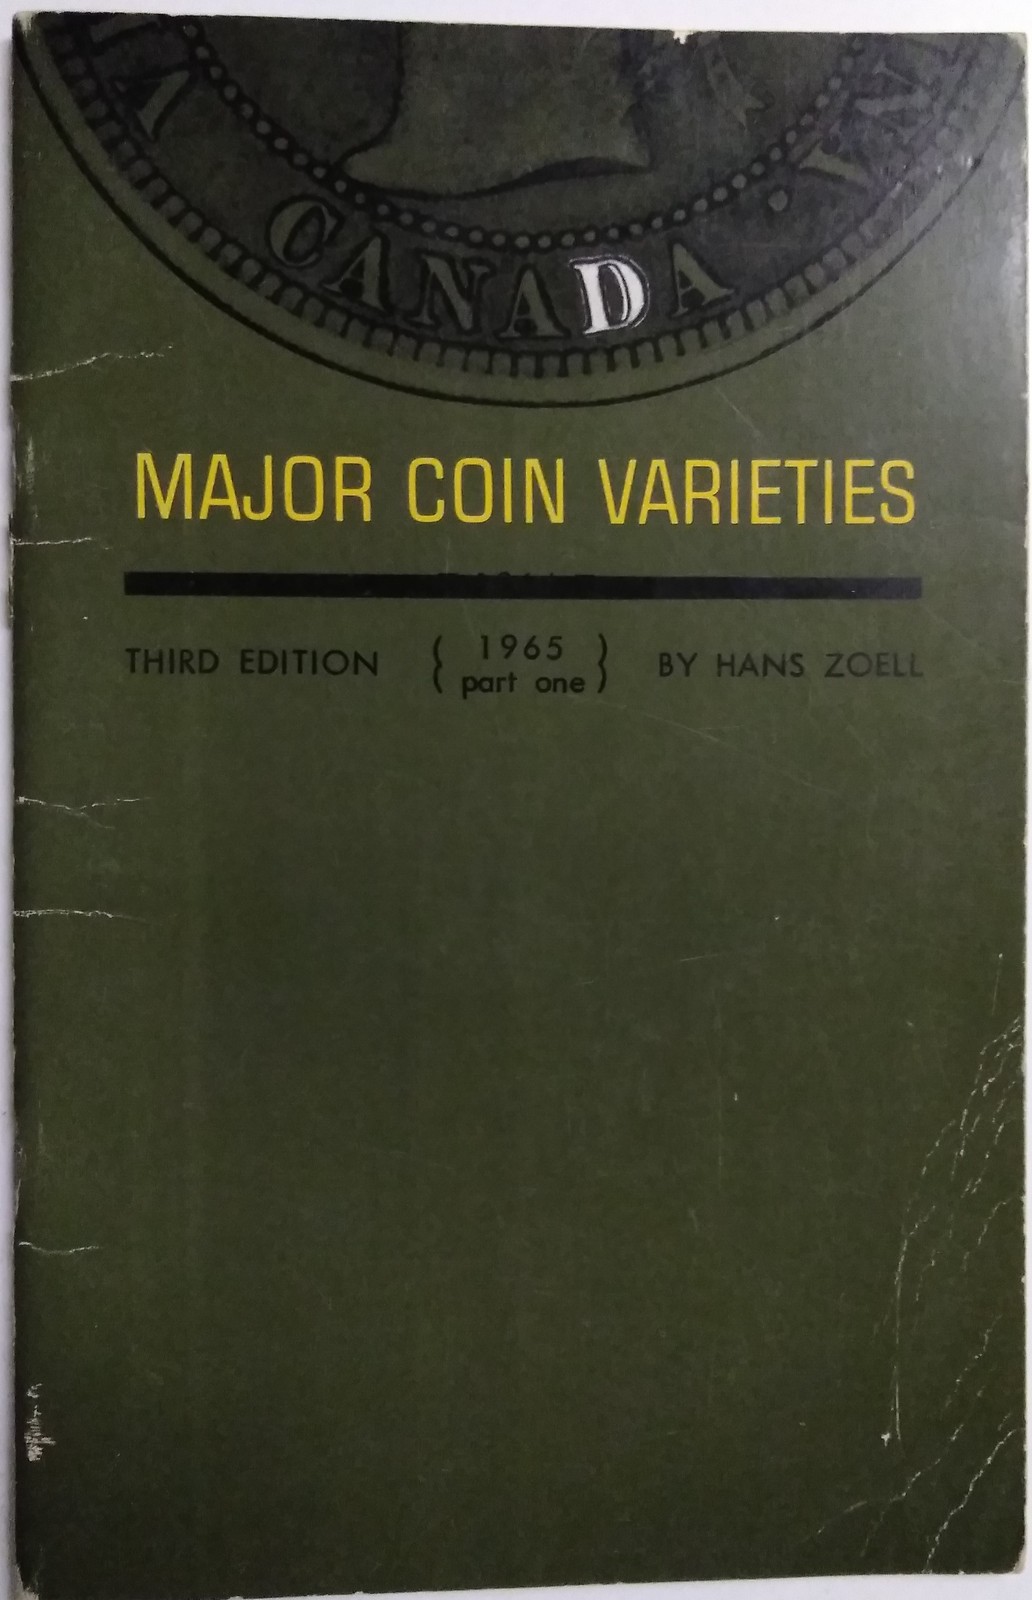 CANADA
MAJOR COIN VARIETIES
THIRD EDITION { 1965 part one } BY HANS ZOELL